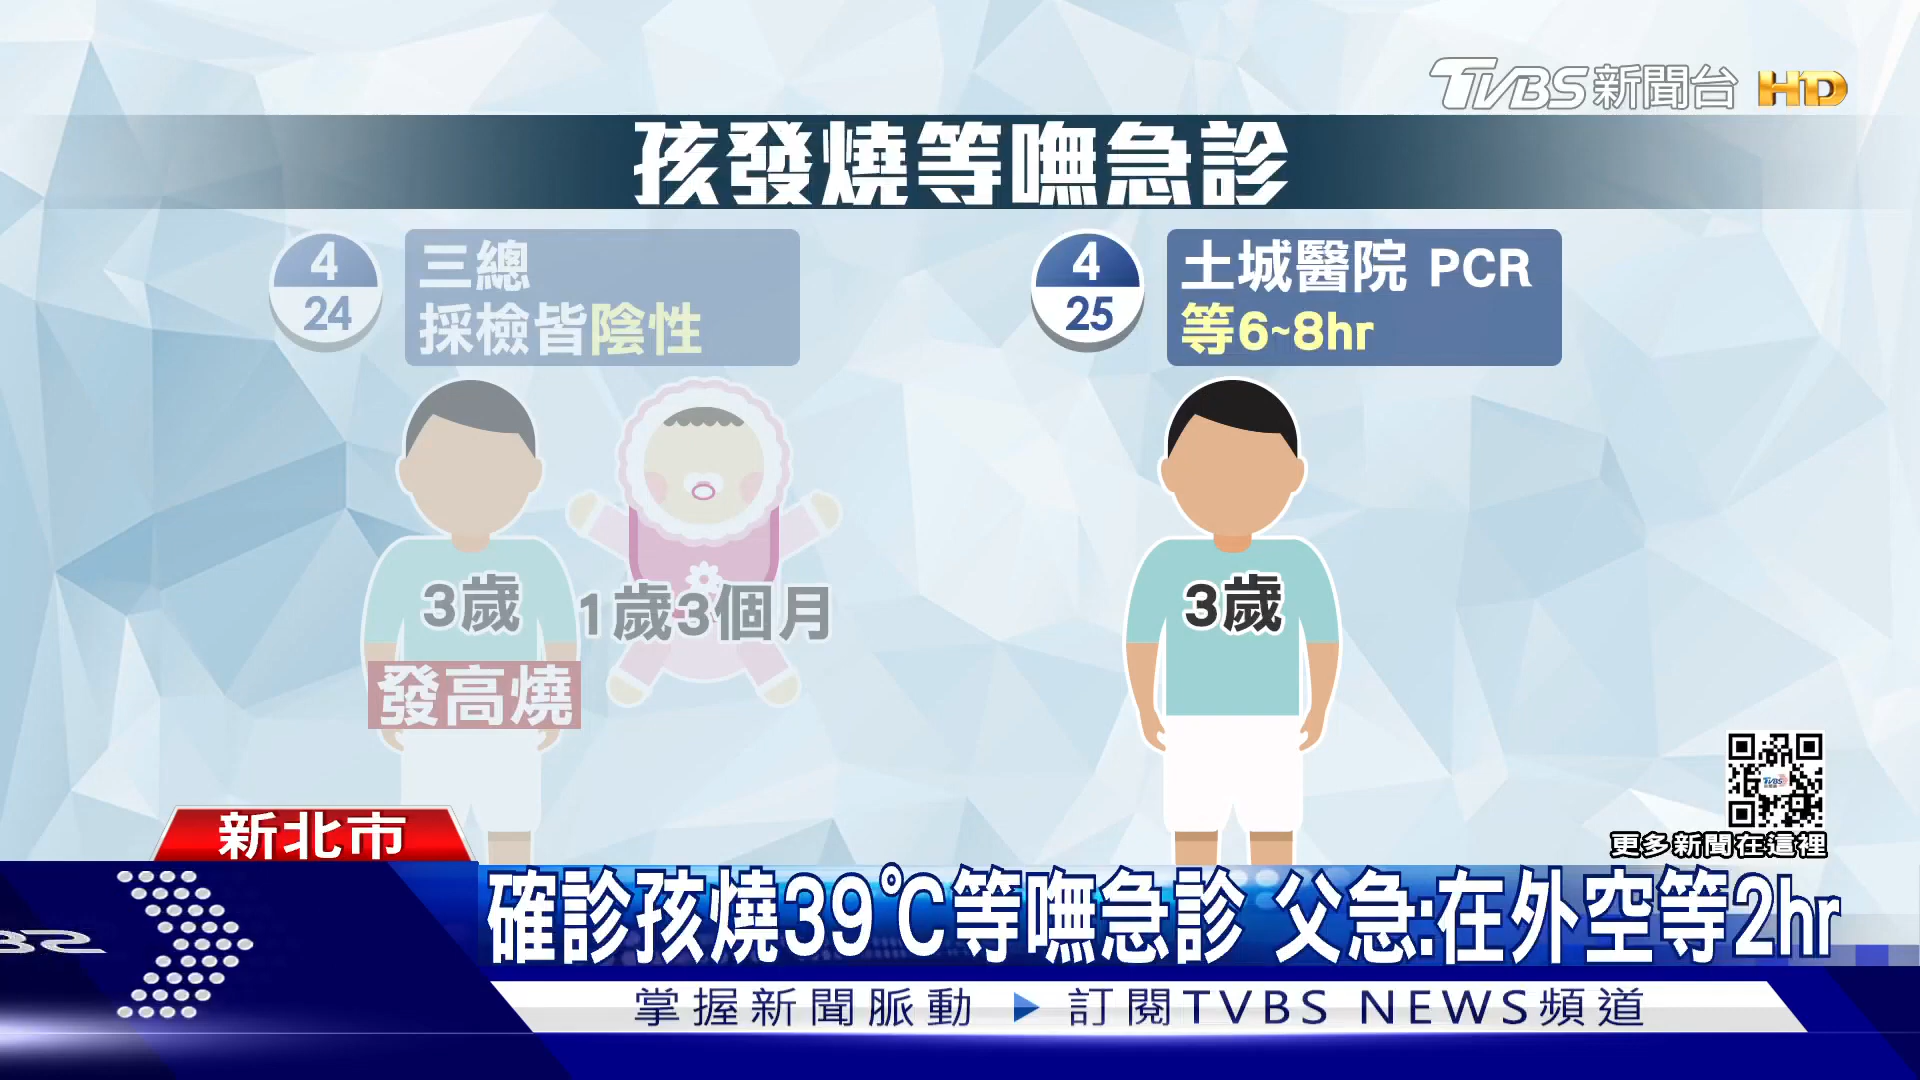 TVBS新聞台 HD
孩發燒等嘸急診
4
24
三總
採檢皆陰性
4
25
土城醫院 PCR
等6~8hr
3歲
1歲3個月
發高燒
3歲
TVBS
更多新聞在這裡
新北市
確診孩燒39℃等嘸急診 父急:在外空等2hr
掌握新聞脈動 ▶ 訂閱TVBS NEWS頻道